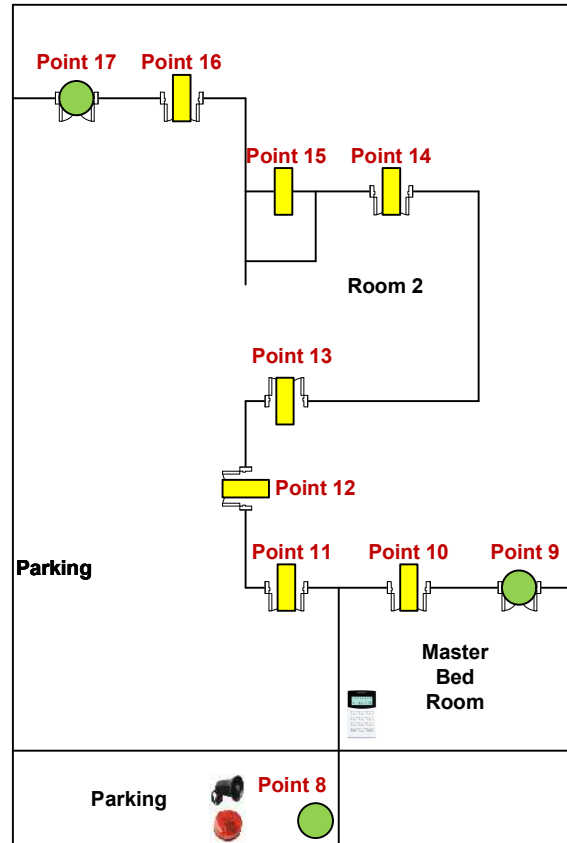 Point 17
Point 16
Point 15
Point 14
Room 2
Point 13
Point 12
Point 11
Point 10
Point 9
Parking
Master
Bed
Room
Parking
Point 8